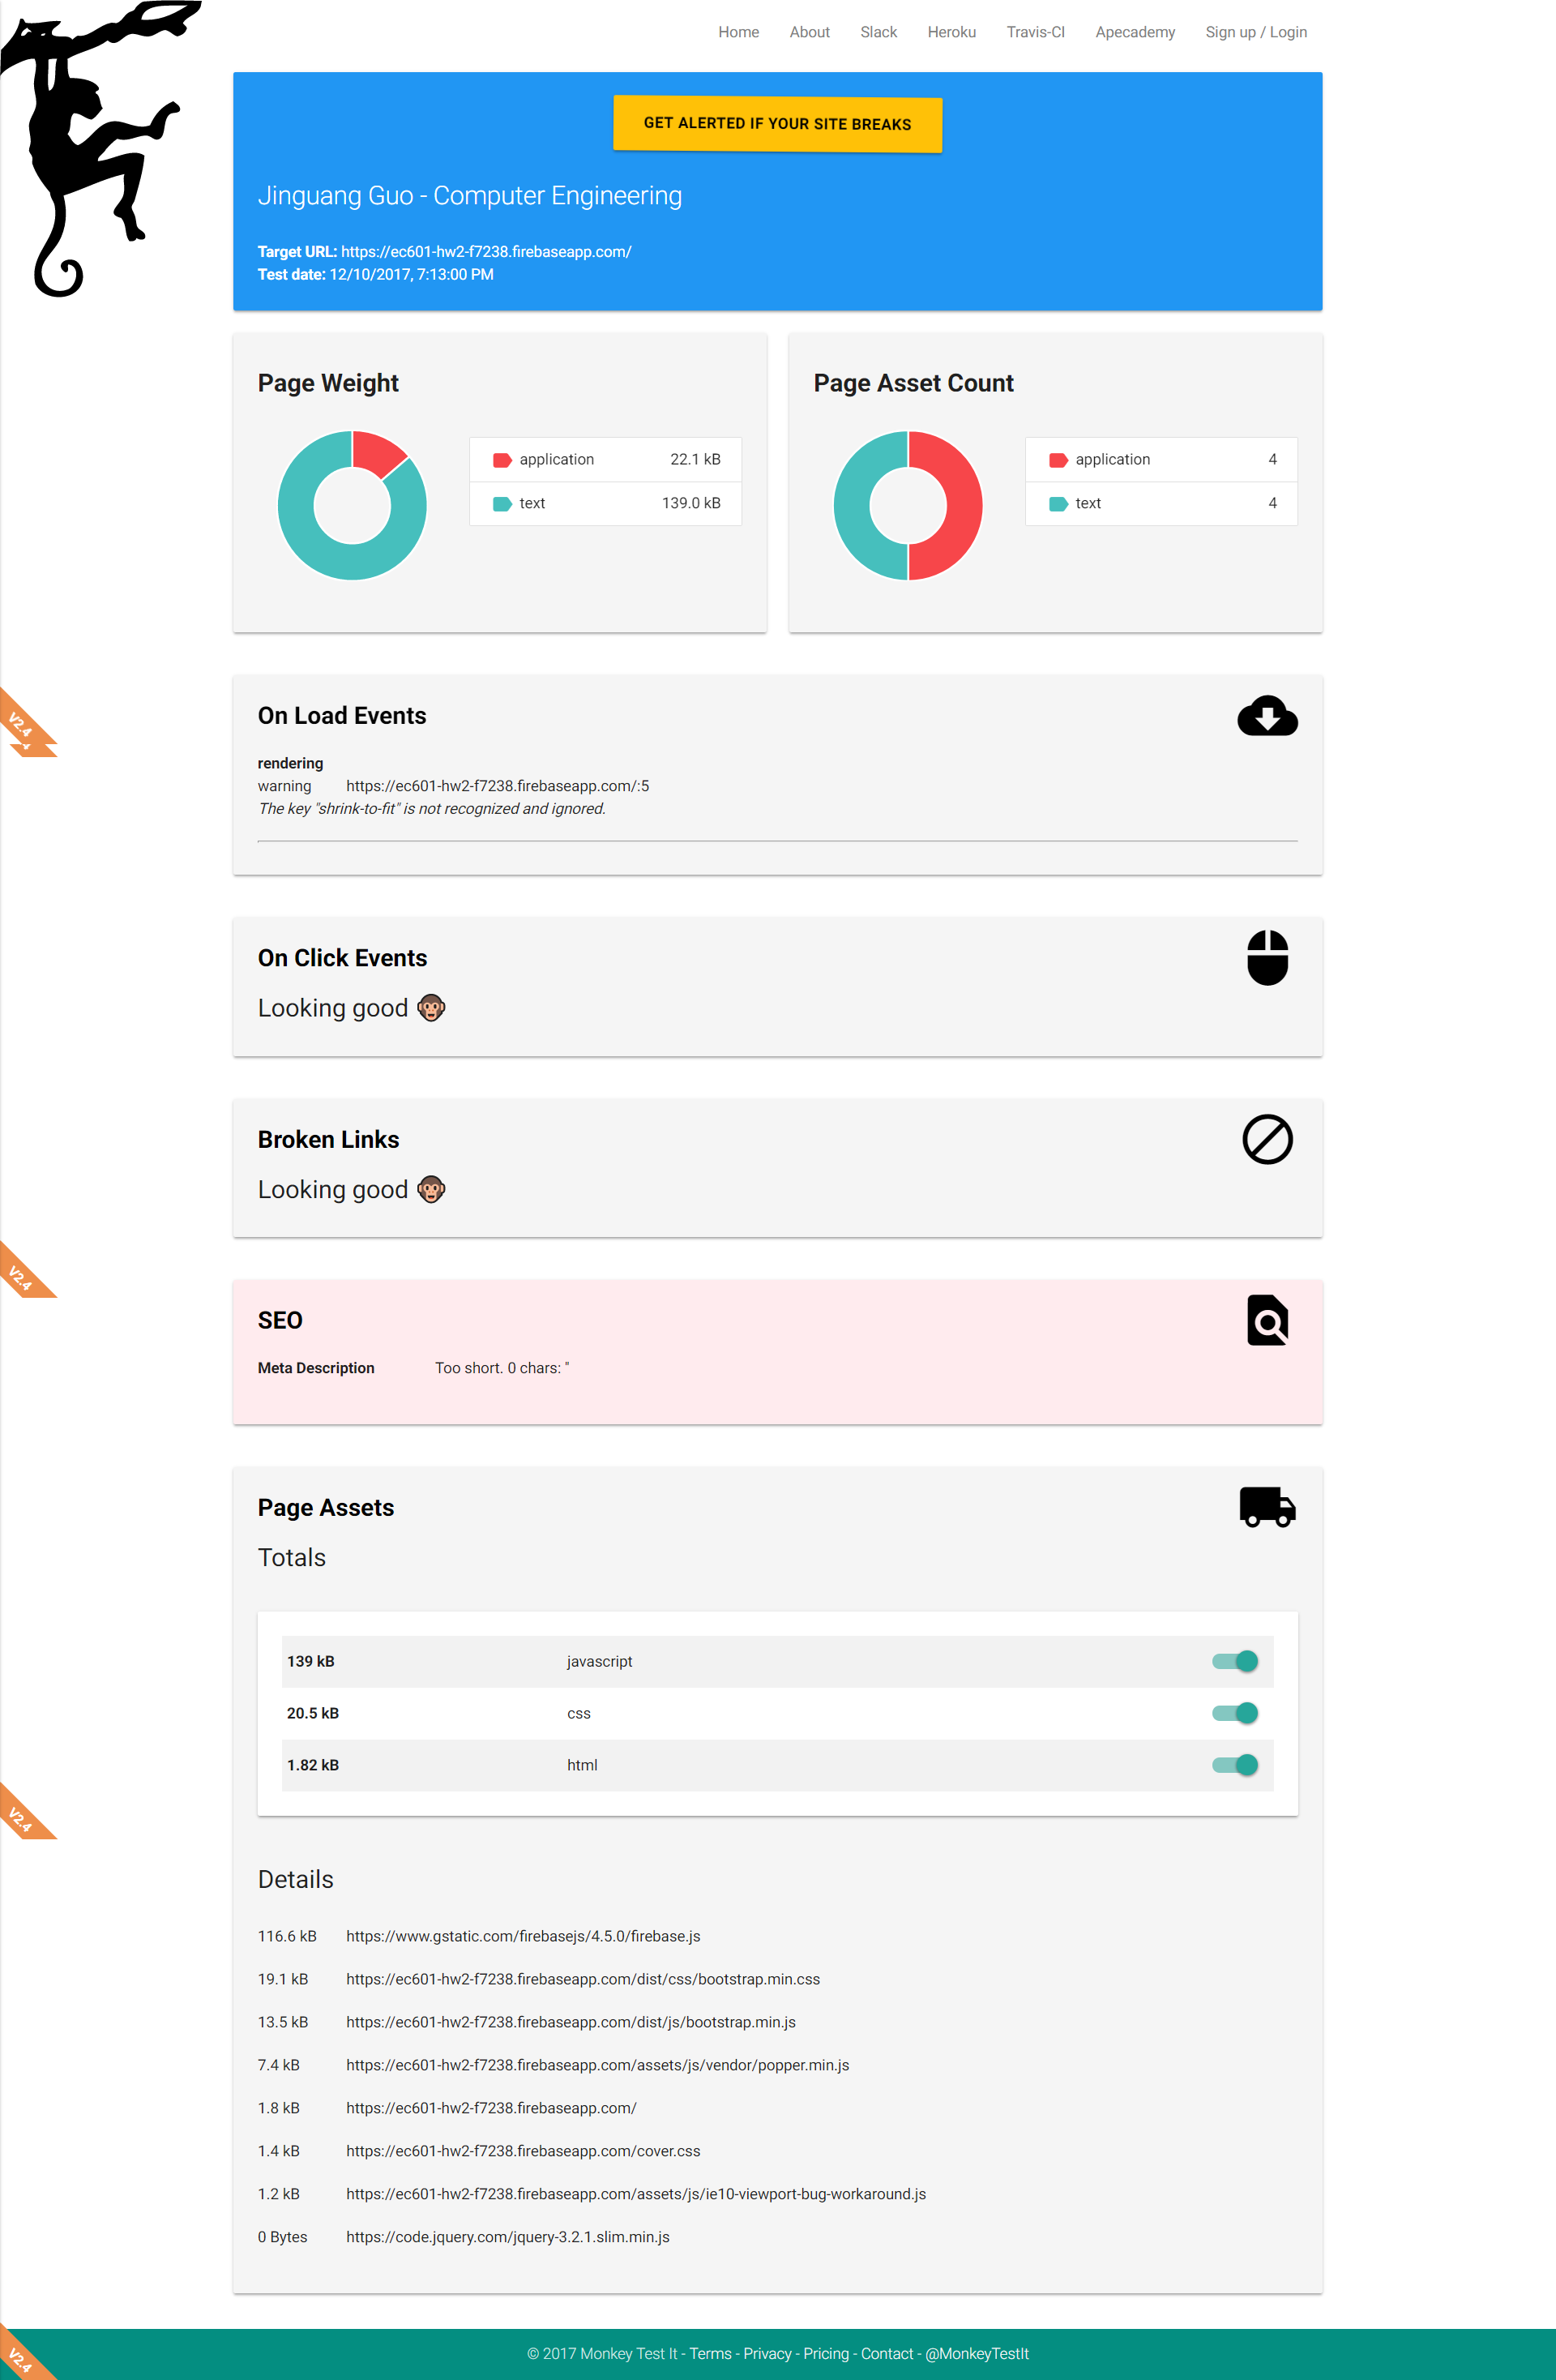 Home About Slack Heroku Travis-CI Apecademy Sign up / Login
GET ALERTED IF YOUR SITE BREAKS
Jinguang Guo - Computer Engineering
Target URL: https://ec601-hw2-f7238.firebaseapp.com/
Test date: 12/10/2017, 7:13:00 PM
Page Weight
application 22.1 kB
text 139.0 kB
Page Asset Count
application 4
text 4
V2.4
On Load Events
rendering
warning https://ec601-hw2-f7238.firebaseapp.com/:5
The key "shrink-to-fit" is not recognized and ignored.
On Click Events
Looking good
Broken Links
Looking good
V2.4
SEO
Meta Description Too short. 0 chars: ''
Page Assets
Totals
139 kB javascript
20.5 kB css
1.82 kB html
V2.4
Details
116.6 kB https://www.gstatic.com/firebasejs/4.5.0/firebase.js
19.1 kB https://ec601-hw2-f7238.firebaseapp.com/dist/css/bootstrap.min.css
13.5 kB https://ec601-hw2-f7238.firebaseapp.com/dist/js/bootstrap.min.js
7.4 kB https://ec601-hw2-f7238.firebaseapp.com/assets/js/vendor/popper.min.js
1.8 kB https://ec601-hw2-f7238.firebaseapp.com/
1.4 kB https://ec601-hw2-f7238.firebaseapp.com/cover.css
1.2 kB https://ec601-hw2-f7238.firebaseapp.com/assets/js/ie10-viewport-bug-workaround.js
0 Bytes https://code.jquery.com/jquery-3.2.1.slim.min.js
V2.4
© 2017 Monkey Test It - Terms - Privacy - Pricing - Contact - @MonkeyTestIt